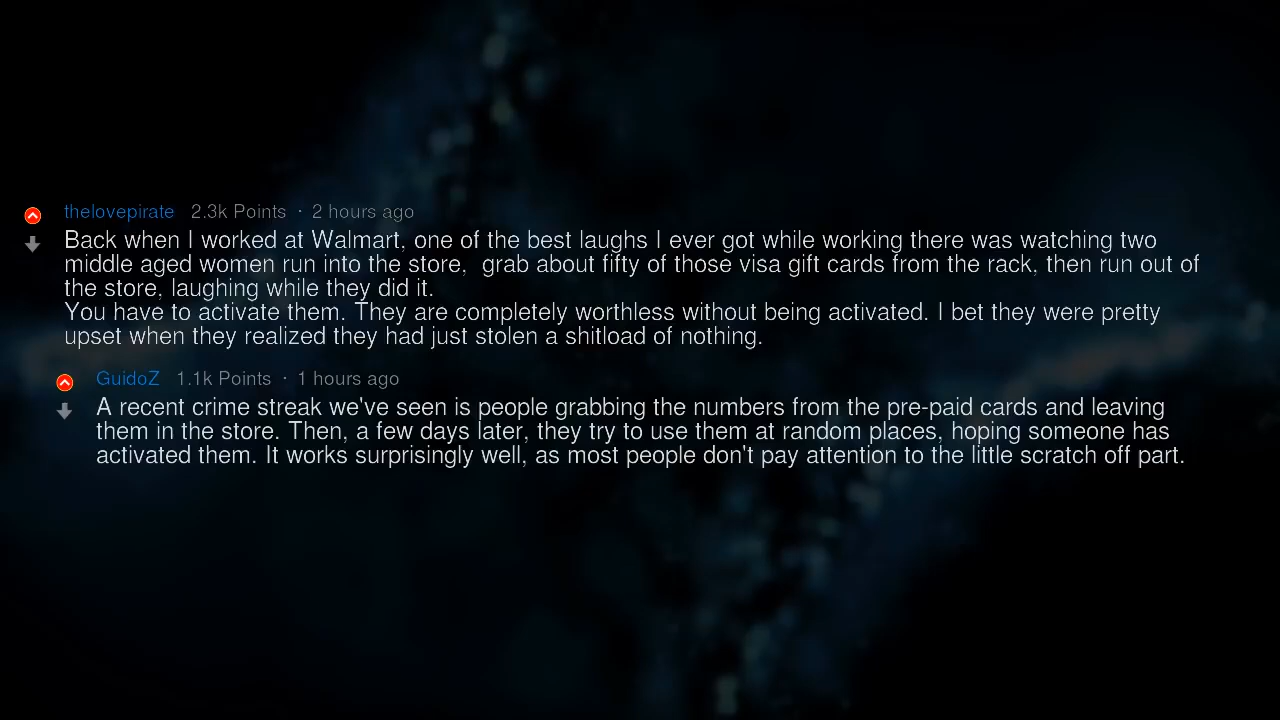 thelovepirate 2.3k Points · 2 hours ago
Back when I worked at Walmart, one of the best laughs I ever got while working there was watching two
middle aged women run into the store,  grab about fifty of those visa gift cards from the rack, then run out of
the store, laughing while they did it.
You have to activate them. They are completely worthless without being activated. I bet they were pretty
upset when they realized they had just stolen a shitload of nothing.
GuidoZ 1.1k Points · 1 hours ago
A recent crime streak we've seen is people grabbing the numbers from the pre-paid cards and leaving
them in the store. Then, a few days later, they try to use them at random places, hoping someone has
activated them. It works surprisingly well, as most people don't pay attention to the little scratch off part.